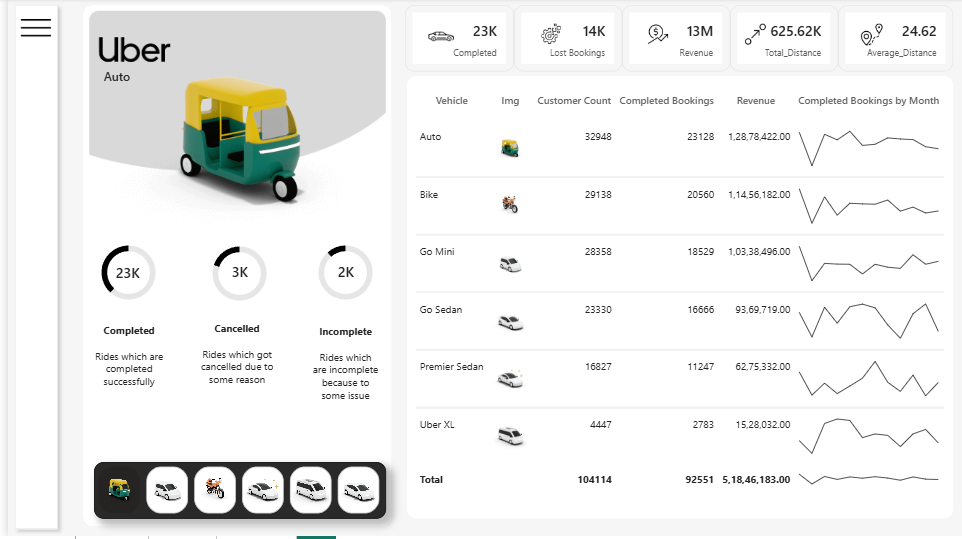 Uber
Auto
23K
Completed
14K
Lost Bookings
13M
Revenue
625.62K
Total_Distance
24.62
Average_Distance
23K
3K
2K
Completed
Cancelled
Incomplete
Rides which are
completed
successfully
Rides which got
cancelled due to
some reason
Rides which
are incomplete
because to
some issue
Vehicle Img Customer Count Completed Bookings Revenue Completed Bookings by Month
Auto 32948 23128 1,28,78,422.00
Bike 29138 20560 1,14,56,182.00
Go Mini 28358 18529 1,03,38,496.00
Go Sedan 23330 16666 93,69,719.00
Premier Sedan 16827 11247 62,75,332.00
Uber XL 4447 2783 15,28,032.00
Total 104114 92551 5,18,46,183.00